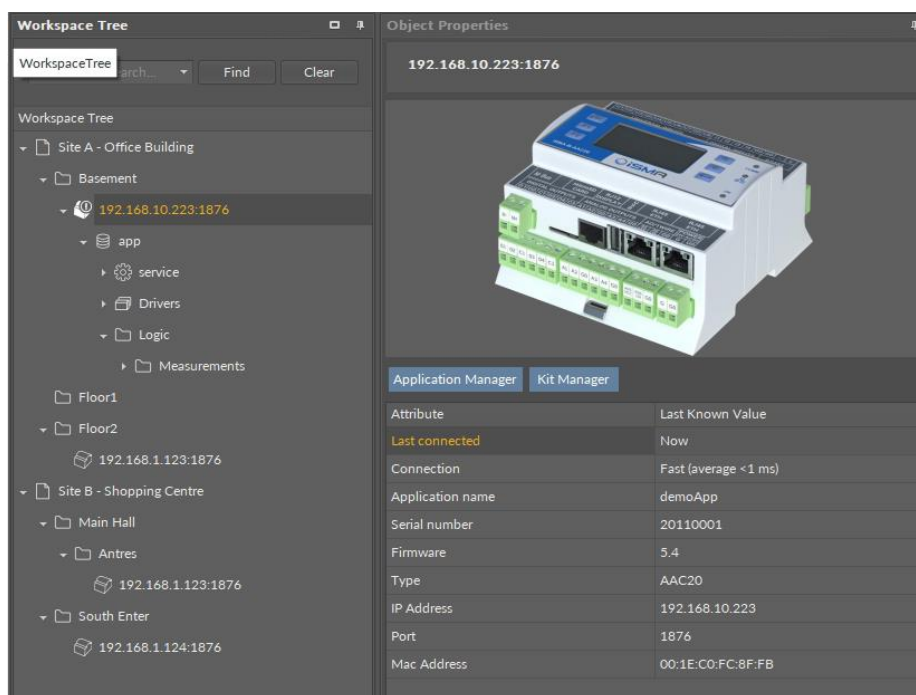 Workspace Tree
WorkspaceTree
arch...
Find
Clear
Workspace Tree
Site A - Office Building
Basement
192.168.10.223:1876
app
service
Drivers
Logic
Measurements
Floor1
Floor2
192.168.1.123:1876
Site B - Shopping Centre
Main Hall
Antres
192.168.1.123:1876
South Enter
192.168.1.124:1876
Object Properties
192.168.10.223:1876
iSMA
Application Manager Kit Manager
Attribute Last Known Value
Last connected Now
Connection Fast (average <1 ms)
Application name demoApp
Serial number 20110001
Firmware 5.4
Type AAC20
IP Address 192.168.10.223
Port 1876
Mac Address 00:1E:C0:FC:8F:FB